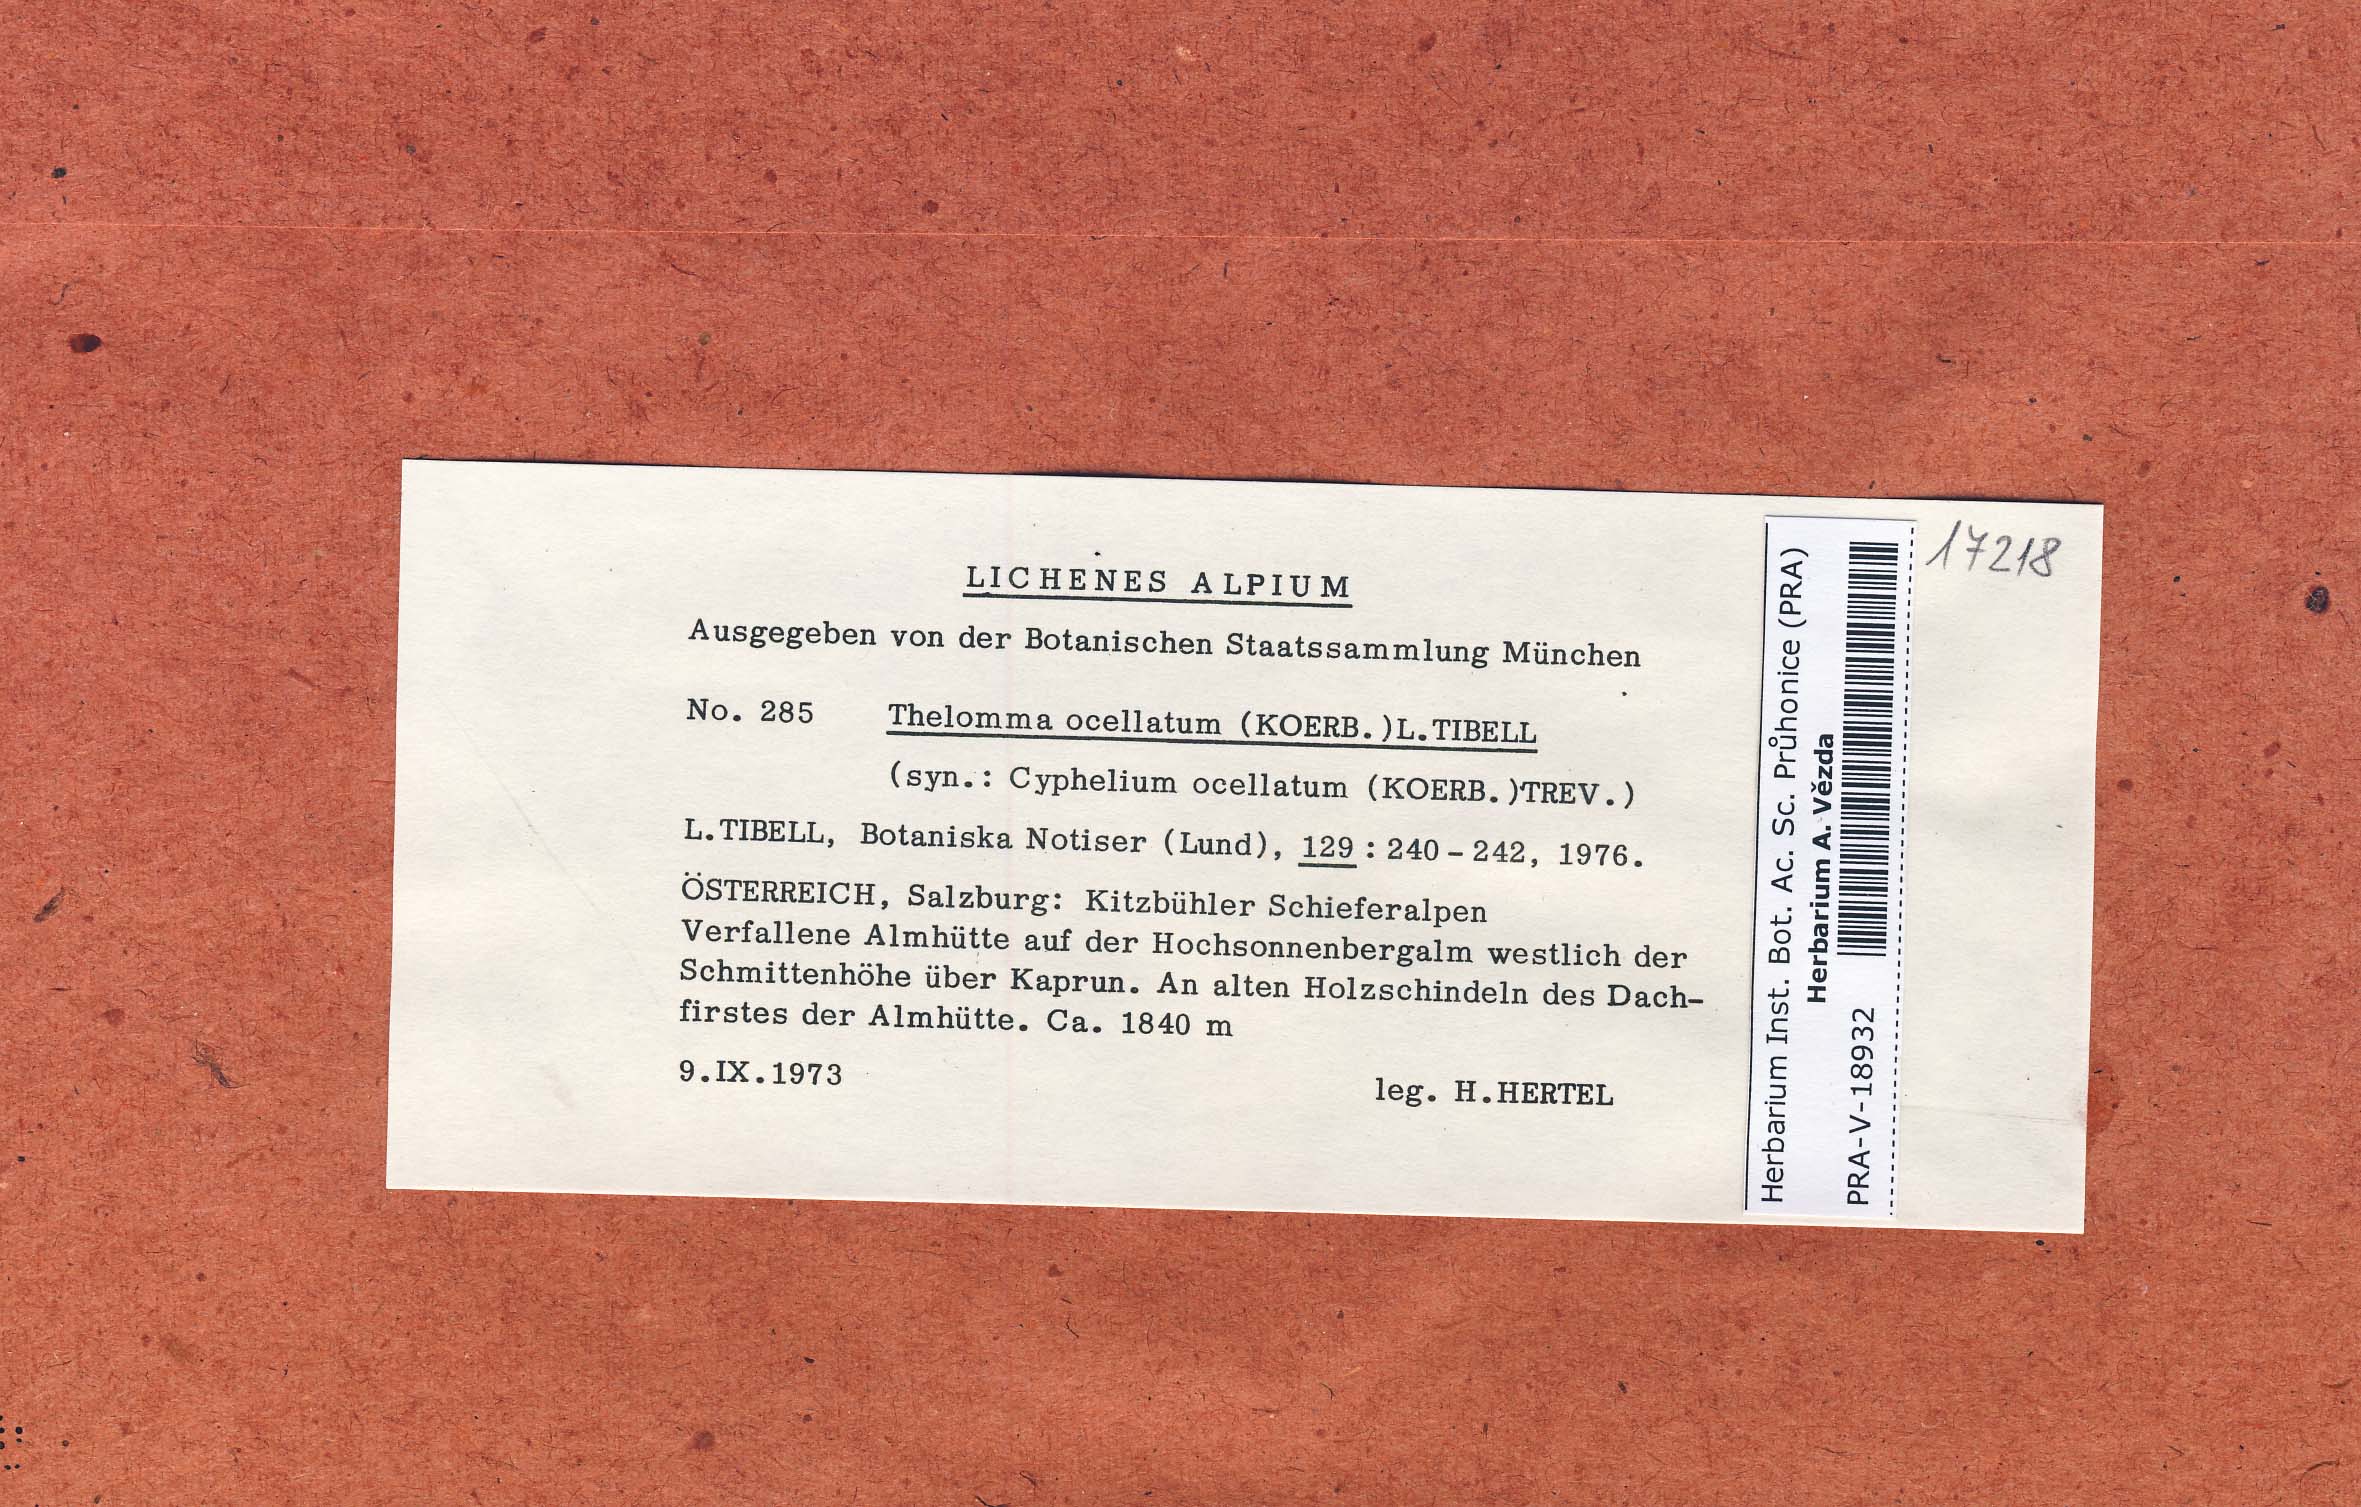 LICHENES ALPIUM
Ausgegeben von der Botanischen Staatssammlung München
No. 285 Thelomma ocellatum (KOERB.)L.TIBELL
(syn.: Cyphelium ocellatum (KOERB.)TREV.)
L.TIBELL, Botaniska Notiser (Lund), 129 : 240 - 242, 1976.
ÖSTERREICH, Salzburg: Kitzbühler Schieferalpen
Verfallene Almhütte auf der Hochsonnenbergalm westlich der
Schmittenhöhe über Kaprun. An alten Holzschindeln des Dach-
firstes der Almhütte. Ca. 1840 m
9.IX.1973
leg. H.HERTEL
Herbarium Inst. Bot. Ac. Sc. Průhonice (PRA)
Herbarium A. Vězda
PRA-V-18932
17218